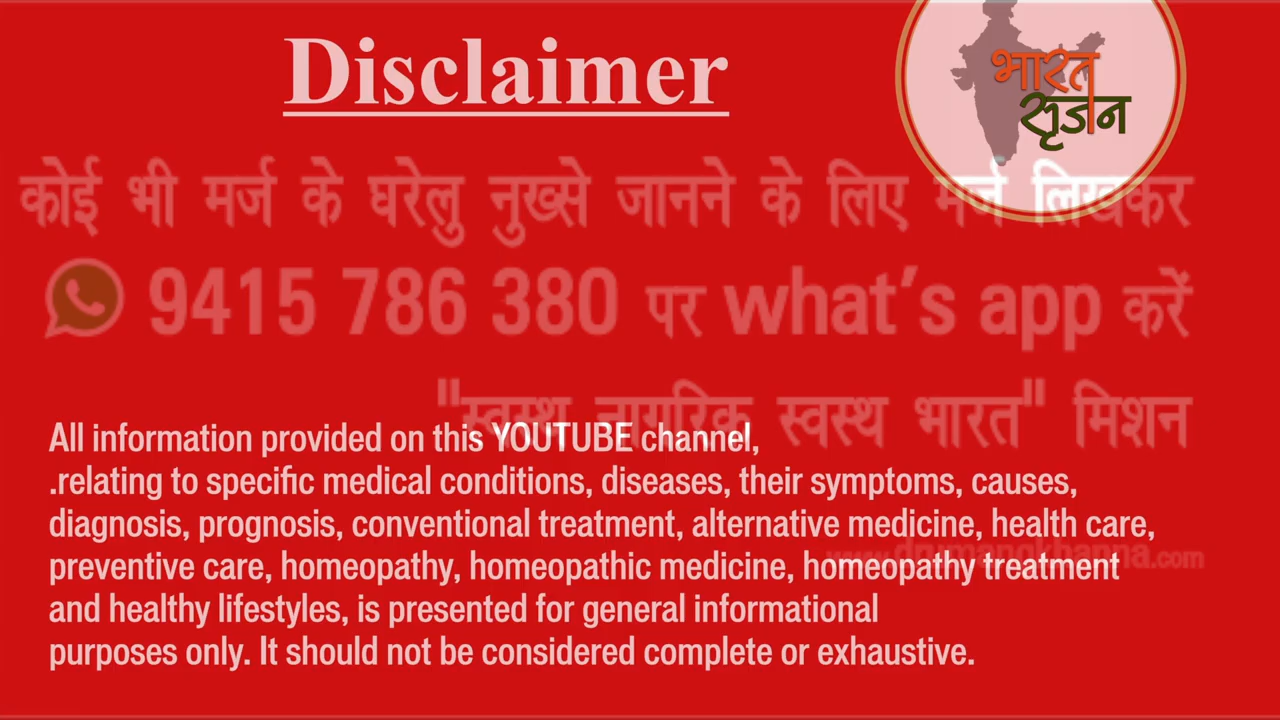 Disclaimer
भारत
सृजन
कोई भी मर्ज के घरेलु नुख्से जानने के लिए मर्ज लिखकर
9415 786 380 पर what's app करें
"स्वस्थ नागरिक स्वस्थ भारत" मिशन
All information provided on this YOUTUBE channel,
.relating to specific medical conditions, diseases, their symptoms, causes,
diagnosis, prognosis, conventional treatment, alternative medicine, health care,
preventive care, homeopathy, homeopathic medicine, homeopathy treatment
and healthy lifestyles, is presented for general informational
purposes only. It should not be considered complete or exhaustive.